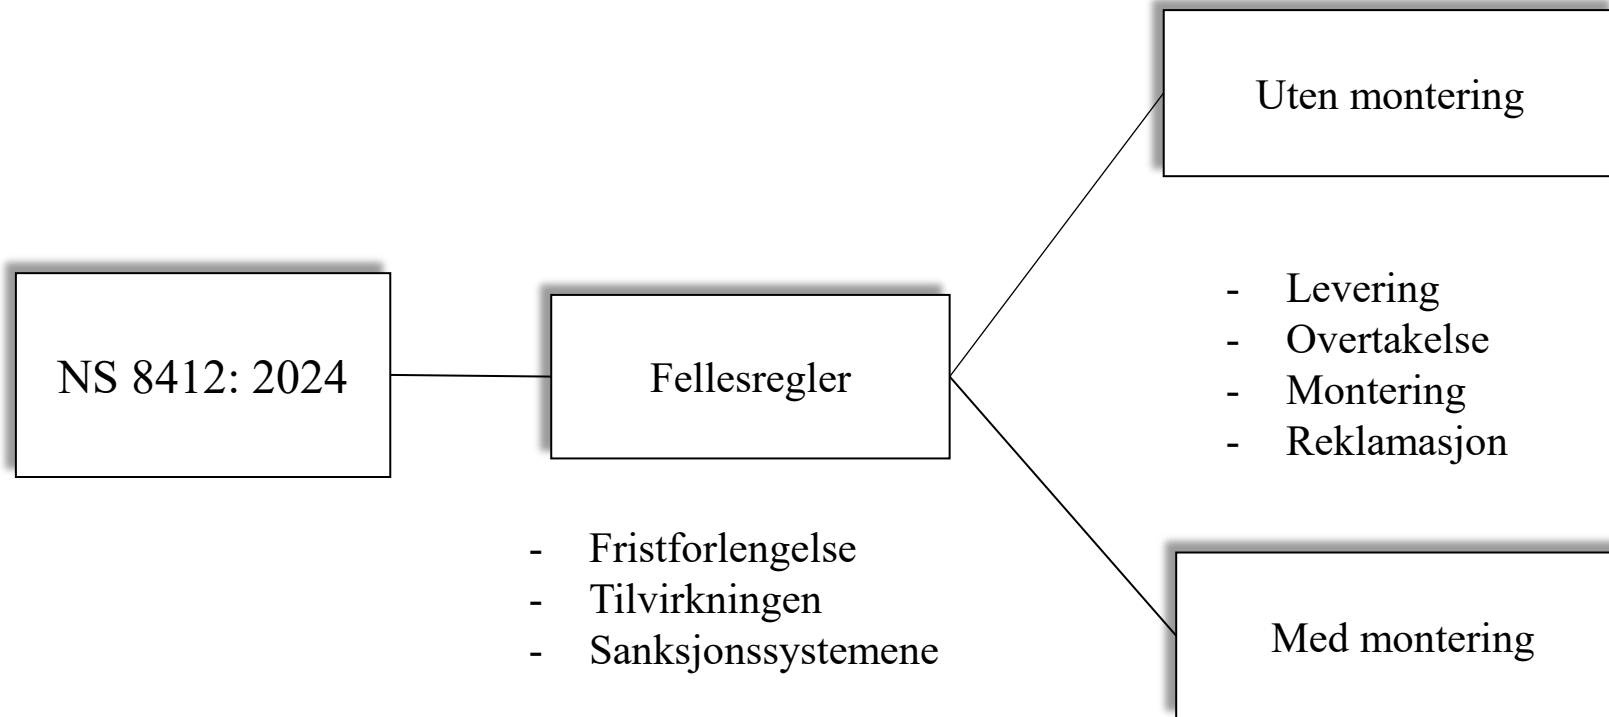 NS 8412: 2024
Fellesregler
- Fristforlengelse
- Tilvirkningen
- Sanksjonssystemene
Uten montering
- Levering
- Overtakelse
- Montering
- Reklamasjon
Med montering